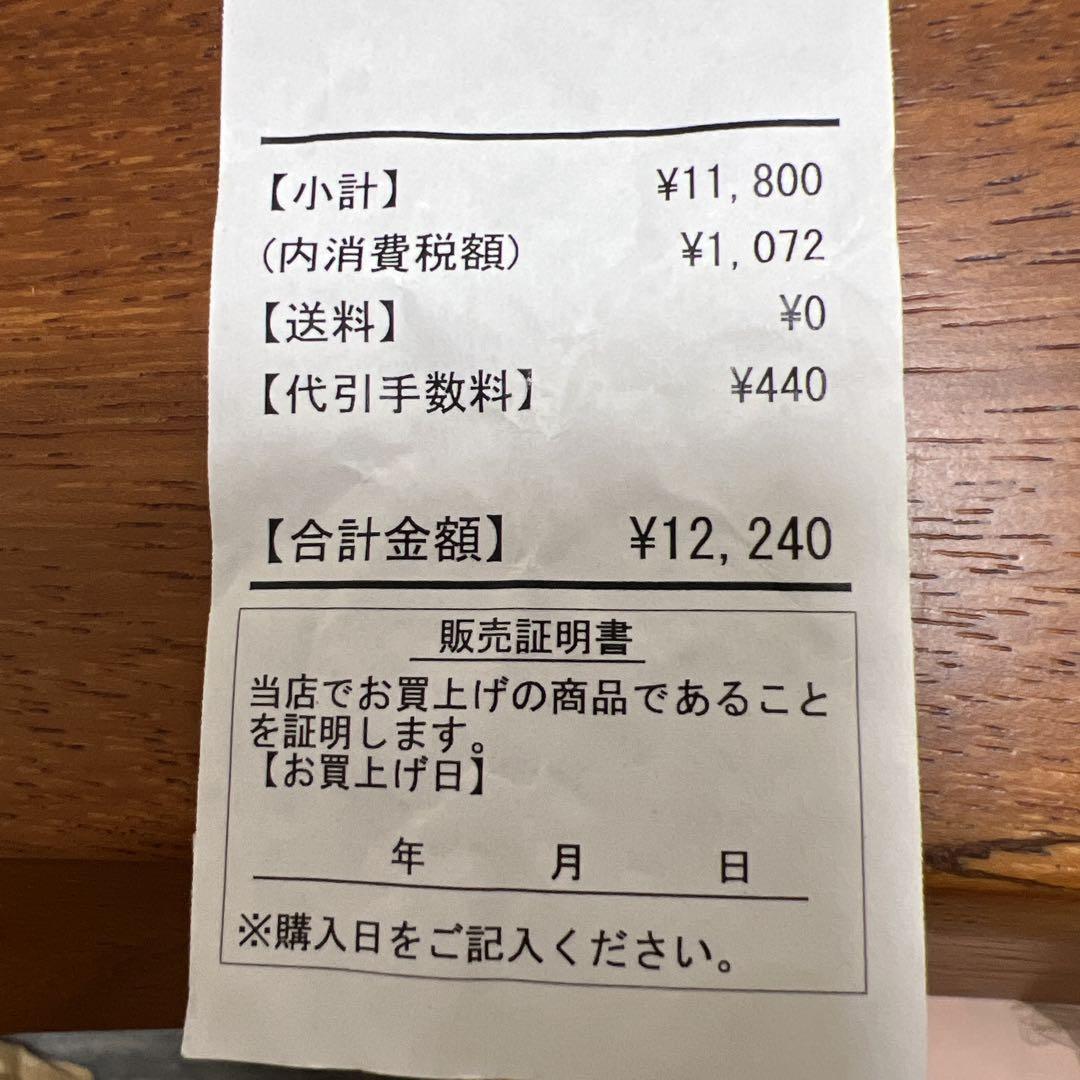 【小計】 ¥11,800
(内消費税額) ¥1,072
【送料】 ¥0
【代引手数料】 ¥440
【合計金額】 ¥12,240
販売証明書
当店でお買上げの商品であること
を証明します。
【お買上げ日】
年 月 日
※購入日をご記入ください。